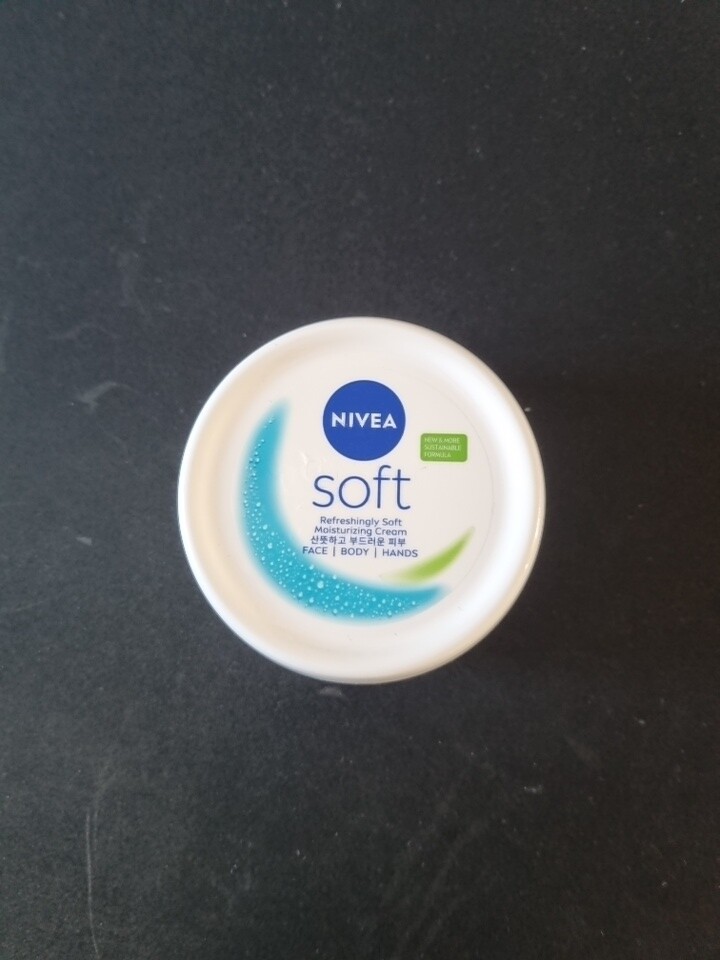 NIVEA
soft
NEW & MORE
SUSTAINABLE
FORMULA
Refreshingly Soft
Moisturizing Cream
산뜻하고 부드러운 피부
FACE | BODY | HANDS